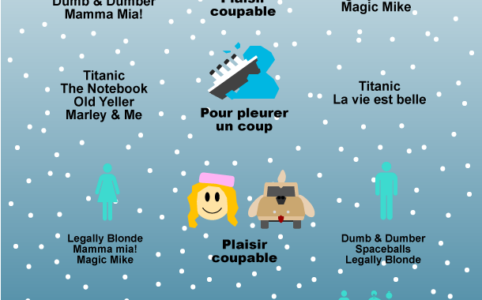 Dumb & Dumber
Mamma Mia!
Plaisir
coupable
Magic Mike
Titanic
The Notebook
Old Yeller
Marley & Me
Pour pleurer
un coup
Titanic
La vie est belle
Legally Blonde
Mamma mia!
Magic Mike
Plaisir
coupable
Dumb & Dumber
Spaceballs
Legally Blonde